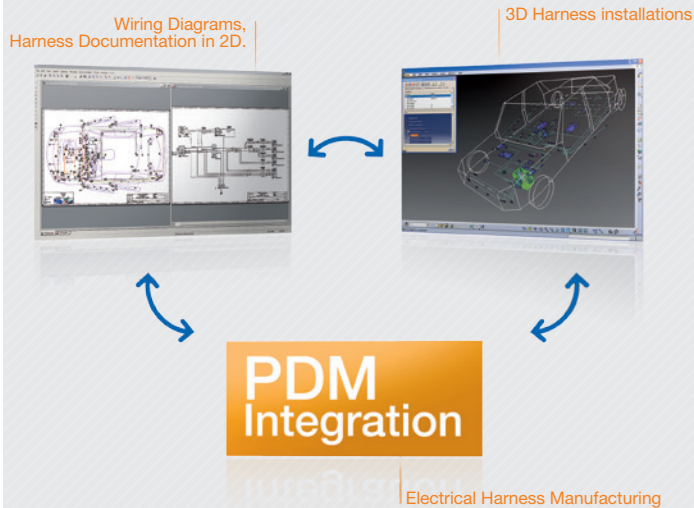 Wiring Diagrams,
Harness Documentation in 2D.
3D Harness installations
PDM
Integration
Electrical Harness Manufacturing